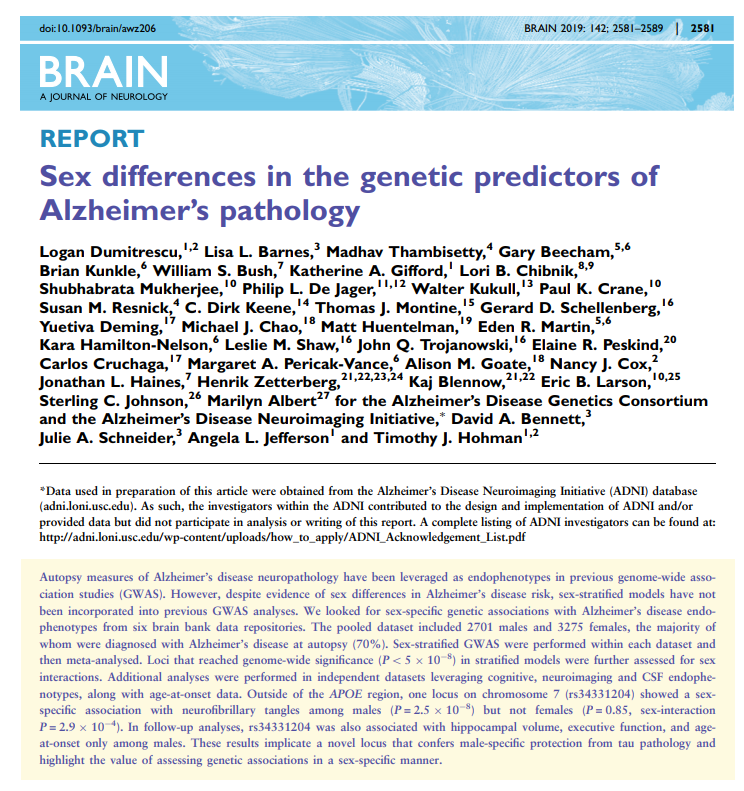 doi:10.1093/brain/awz206
BRAIN 2019: 142; 2581–2589 | 2581
BRAIN
A JOURNAL OF NEUROLOGY
REPORT
Sex differences in the genetic predictors of
Alzheimer's pathology
Logan Dumitrescu,1,2 Lisa L. Barnes,3 Madhav Thambisetty,4 Gary Beecham,5,6
Brian Kunkle,6 William S. Bush,7 Katherine A. Gifford,1 Lori B. Chibnik,8,9
Shubhabrata Mukherjee,10 Philip L. De Jager,11,12 Walter Kukull,13 Paul K. Crane,10
Susan M. Resnick,4 C. Dirk Keene,14 Thomas J. Montine,15 Gerard D. Schellenberg,16
Yuetiva Deming,17 Michael J. Chao,18 Matt Huentelman,19 Eden R. Martin,5,6
Kara Hamilton-Nelson,6 Leslie M. Shaw,16 John Q. Trojanowski,16 Elaine R. Peskind,20
Carlos Cruchaga,17 Margaret A. Pericak-Vance,6 Alison M. Goate,18 Nancy J. Cox,2
Jonathan L. Haines,7 Henrik Zetterberg,21,22,23,24 Kaj Blennow,21,22 Eric B. Larson,10,25
Sterling C. Johnson,26 Marilyn Albert27 for the Alzheimer's Disease Genetics Consortium
and the Alzheimer's Disease Neuroimaging Initiative,* David A. Bennett,3
Julie A. Schneider,3 Angela L. Jefferson1 and Timothy J. Hohman1,2
*Data used in preparation of this article were obtained from the Alzheimer's Disease Neuroimaging Initiative (ADNI) database
(adni.loni.usc.edu). As such, the investigators within the ADNI contributed to the design and implementation of ADNI and/or
provided data but did not participate in analysis or writing of this report. A complete listing of ADNI investigators can be found at:
http://adni.loni.usc.edu/wp-content/uploads/how_to_apply/ADNI_Acknowledgement_List.pdf
Autopsy measures of Alzheimer's disease neuropathology have been leveraged as endophenotypes in previous genome-wide asso-
ciation studies (GWAS). However, despite evidence of sex differences in Alzheimer's disease risk, sex-stratified models have not
been incorporated into previous GWAS analyses. We looked for sex-specific genetic associations with Alzheimer's disease endo-
phenotypes from six brain bank data repositories. The pooled dataset included 2701 males and 3275 females, the majority of
whom were diagnosed with Alzheimer's disease at autopsy (70%). Sex-stratified GWAS were performed within each dataset and
then meta-analysed. Loci that reached genome-wide significance (P < 5 × 10−8) in stratified models were further assessed for sex
interactions. Additional analyses were performed in independent datasets leveraging cognitive, neuroimaging and CSF endophe-
notypes, along with age-at-onset data. Outside of the APOE region, one locus on chromosome 7 (rs34331204) showed a sex-
specific association with neurofibrillary tangles among males (P = 2.5 × 10−8) but not females (P = 0.85, sex-interaction
P = 2.9 × 10−4). In follow-up analyses, rs34331204 was also associated with hippocampal volume, executive function, and age-
at-onset only among males. These results implicate a novel locus that confers male-specific protection from tau pathology and
highlight the value of assessing genetic associations in a sex-specific manner.